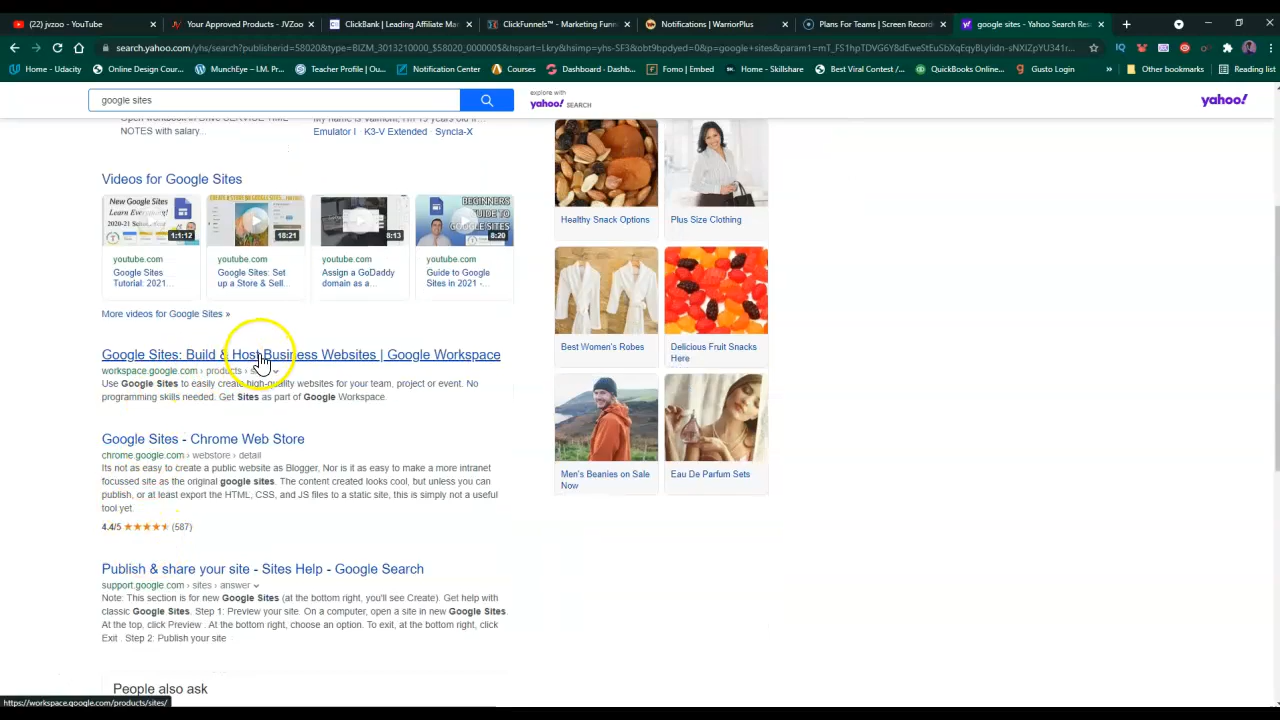 (22) jvzoo - YouTube
Your Approved Products - JVZoo
ClickBank | Leading Affiliate Mar
ClickFunnels™ - Marketing Funn
Notifications | WarriorPlus
Plans For Teams | Screen Record
google sites - Yahoo Search Res
search.yahoo.com/yhs/search?publisherid=58020&type=BIZM_3013210000_$58020_000000$&hspart=Lkry&hsimp=yhs-SF3&obt9bpdyed=0&p=google+sites&param1=
Home - Udacity
Online Design Cour...
MunchEye – I.M. Pr...
Teacher Profile | Ou...
Notification Center
Courses
Dashboard - Dashb...
Fomo | Embed
Home - Skillshare
Best Viral Contest /...
QuickBooks Online...
Gusto Login
»
Other bookmarks
Reading list
google sites
explore with
yahoo! SEARCH
yahoo!
NOTES with salary...
Emulator I · K3-V Extended · Syncla-X
Videos for Google Sites
New Google Sites
Learn Everything!
2020-21
1:1:12
18:21
8:13
BEGINNERS
GUIDE TO
GOOGLE SITES
8:20
youtube.com
Google Sites
Tutorial: 2021...
youtube.com
Google Sites: Set
up a Store & Sell...
youtube.com
Assign a GoDaddy
domain as a...
youtube.com
Guide to Google
Sites in 2021 -...
More videos for Google Sites »
Google Sites: Build & Host Business Websites | Google Workspace
workspace.google.com › products ›
Use Google Sites to easily create high-quality websites for your team, project or event. No
programming skills needed. Get Sites as part of Google Workspace.
Google Sites - Chrome Web Store
chrome.google.com › webstore › detail
Its not as easy to create a public website as Blogger, Nor is it as easy to make a more intranet
focussed site as the original google sites. The content created looks cool, but unless you can
publish, or at least export the HTML, CSS, and JS files to a static site, this is simply not a useful
tool yet.
4.4/5 ★★★★★ (587)
Publish & share your site - Sites Help - Google Search
support.google.com › sites › answer
Note: This section is for new Google Sites (at the bottom right, you'll see Create). Get help with
classic Google Sites. Step 1: Preview your site. On a computer, open a site in new Google Sites.
At the top, click Preview . At the bottom right, choose an option. To exit, at the bottom right, click
Exit . Step 2: Publish your site
People also ask
Healthy Snack Options
Plus Size Clothing
Best Women's Robes
Delicious Fruit Snacks
Here
Men's Beanies on Sale
Now
Eau De Parfum Sets
https://workspace.google.com/products/sites/